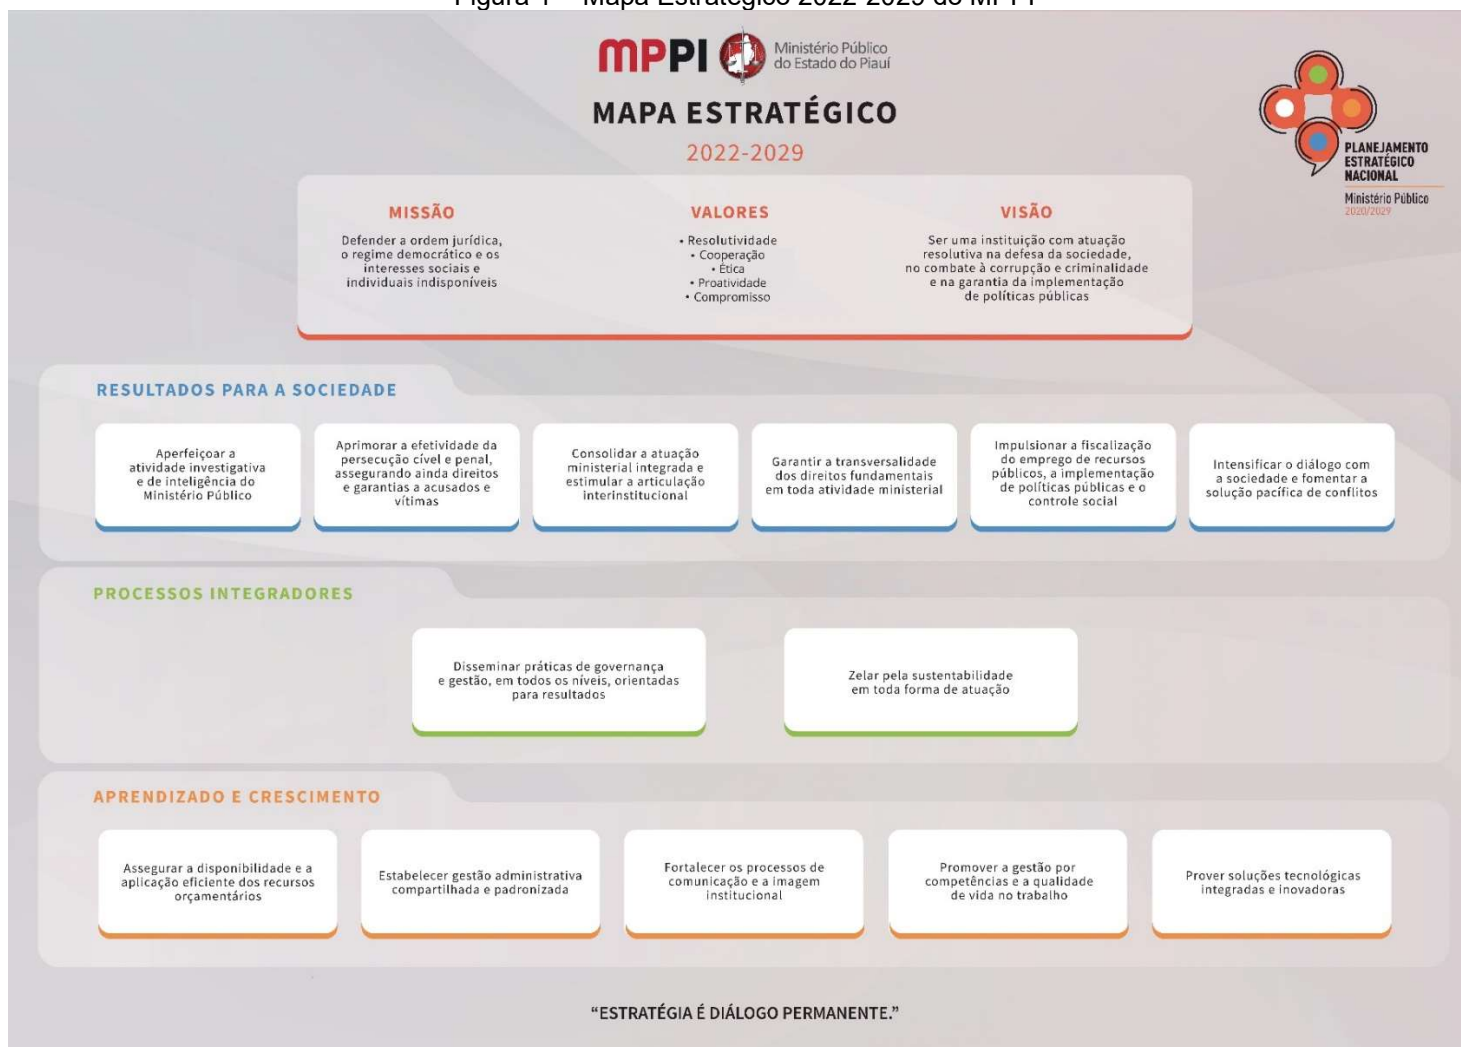 Figura 1 – Mapa Estratégico 2022-2029 do MPPI
MPPI
Ministério Público
do Estado do Piauí
MAPA ESTRATÉGICO
2022-2029
PLANEJAMENTO
ESTRATÉGICO
NACIONAL
Ministério Público
2020/2029
MISSÃO
Defender a ordem jurídica,
o regime democrático e os
interesses sociais e
individuais indisponíveis
VALORES
• Resolutividade
• Cooperação
• Ética
• Proatividade
• Compromisso
VISÃO
Ser uma instituição com atuação
resolutiva na defesa da sociedade,
no combate à corrupção e criminalidade
e na garantia da implementação
de políticas públicas
RESULTADOS PARA A SOCIEDADE
Aperfeiçoar a
atividade investigativa
e de inteligência do
Ministério Público
Aprimorar a efetividade da
persecução cível e penal,
assegurando ainda direitos
e garantias a acusados e
vítimas
Consolidar a atuação
ministerial integrada e
estimular a articulação
interinstitucional
Garantir a transversalidade
dos direitos fundamentais
em toda atividade ministerial
Impulsionar a fiscalização
do emprego de recursos
públicos, a implementação
de políticas públicas e o
controle social
Intensificar o diálogo com
a sociedade e fomentar a
solução pacífica de conflitos
PROCESSOS INTEGRADORES
Disseminar práticas de governança
e gestão, em todos os níveis, orientadas
para resultados
Zelar pela sustentabilidade
em toda forma de atuação
APRENDIZADO E CRESCIMENTO
Assegurar a disponibilidade e a
aplicação eficiente dos recursos
orçamentários
Estabelecer gestão administrativa
compartilhada e padronizada
Fortalecer os processos de
comunicação e a imagem
institucional
Promover a gestão por
competências e a qualidade
de vida no trabalho
Prover soluções tecnológicas
integradas e inovadoras
“ESTRATÉGIA É DIÁLOGO PERMANENTE.”